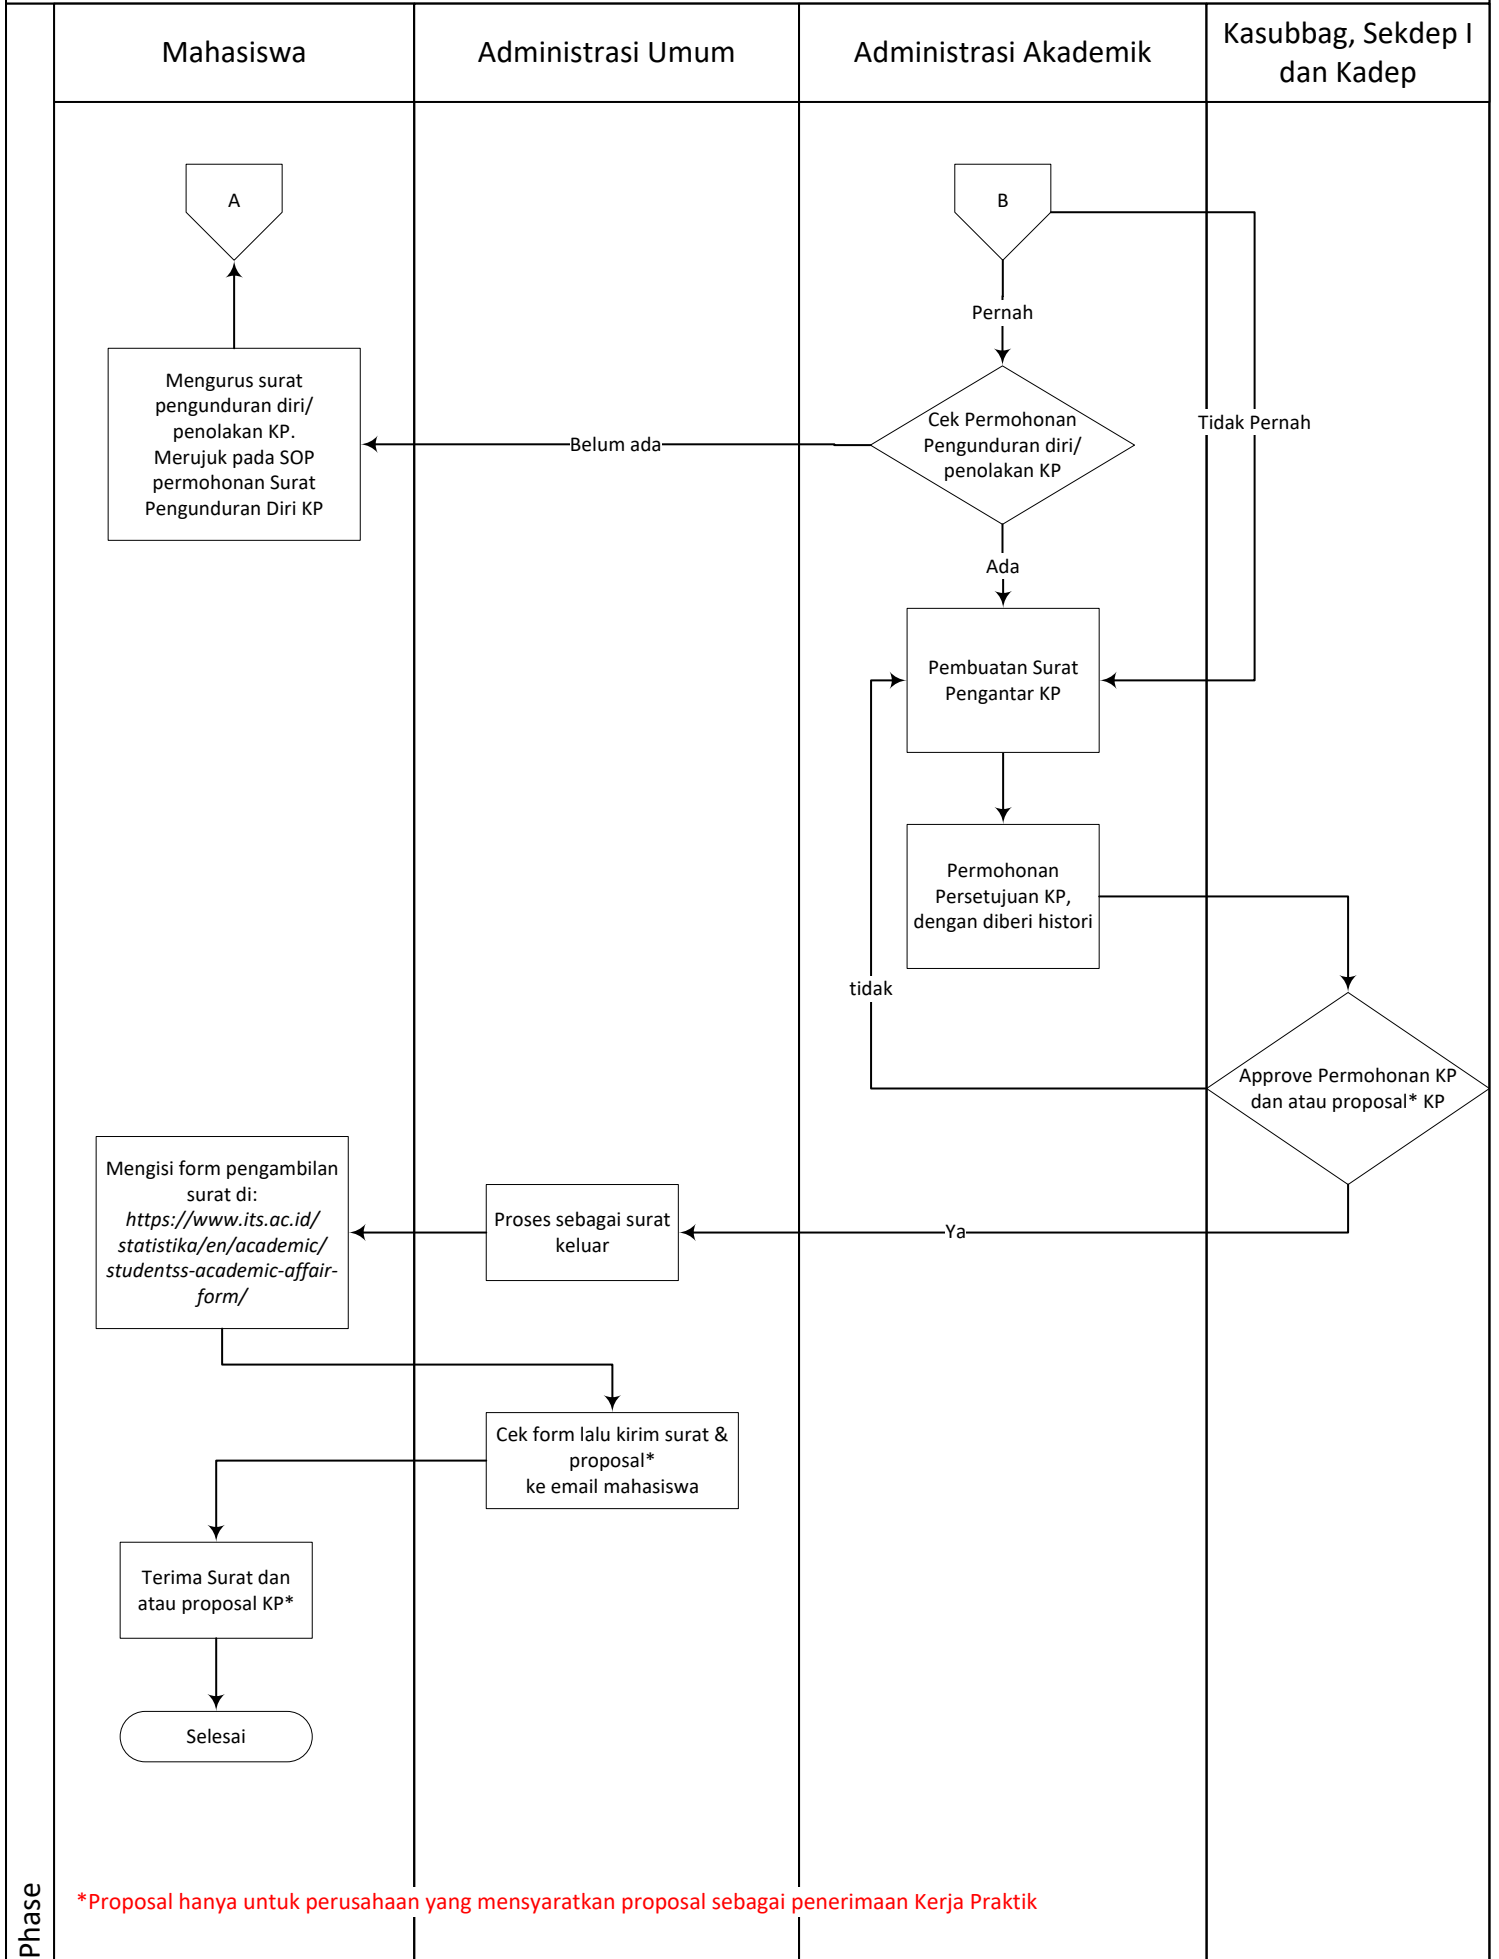 Mahasiswa
Administrasi Umum
Administrasi Akademik
Kasubbag, Sekdep I
dan Kadep
A
B
Pernah
Tidak Pernah
Mengurus surat
pengunduran diri/
penolakan KP.
Merujuk pada SOP
permohonan Surat
Pengunduran Diri KP
Belum ada
Cek Permohonan
Pengunduran diri/
penolakan KP
Ada
Pembuatan Surat
Pengantar KP
Permohonan
Persetujuan KP,
dengan diberi histori
tidak
Approve Permohonan KP
dan atau proposal* KP
Ya
Proses sebagai surat
keluar
Mengisi form pengambilan
surat di:
https://www.its.ac.id/
statistika/en/academic/
studentss-academic-affair-
form/
Cek form lalu kirim surat &
proposal*
ke email mahasiswa
Terima Surat dan
atau proposal KP*
Selesai
*Proposal hanya untuk perusahaan yang mensyaratkan proposal sebagai penerimaan Kerja Praktik
Phase